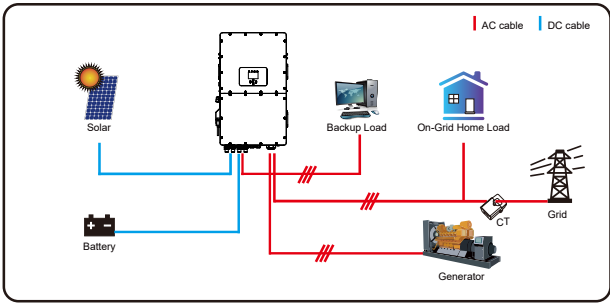 AC cable
DC cable
Solar
Backup Load
On-Grid Home Load
CT
Grid
Battery
Generator